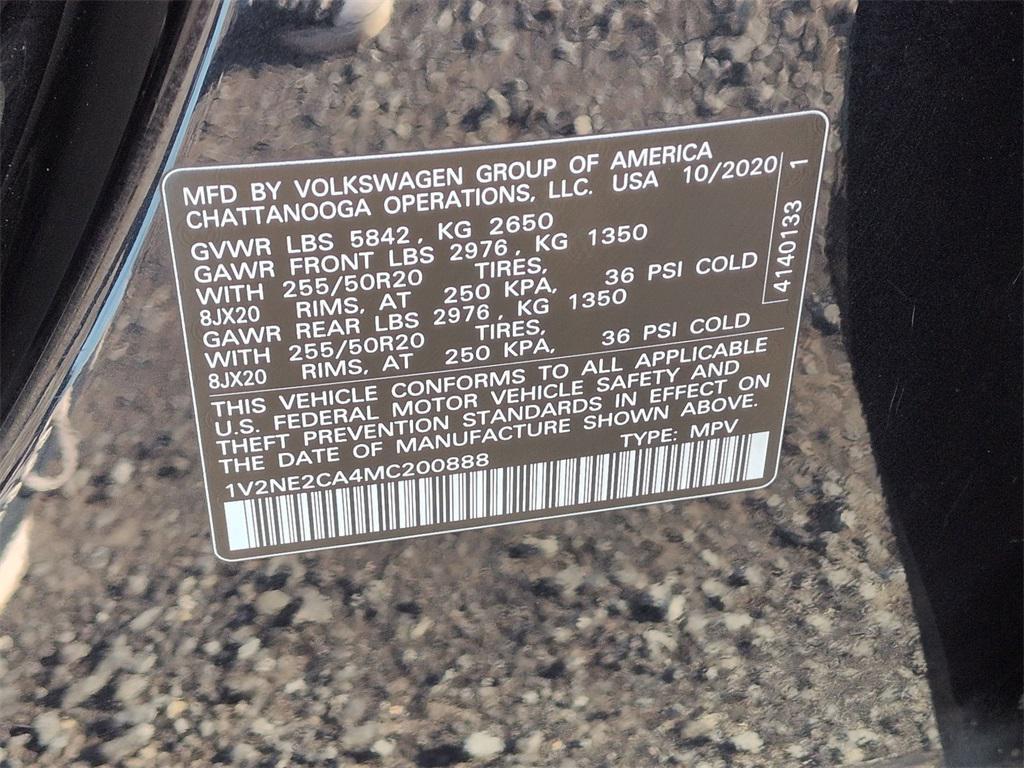 MFD BY VOLKSWAGEN GROUP OF AMERICA
CHATTANOOGA OPERATIONS, LLC. USA 10/2020
GVWR LBS 5842, KG 2650
GAWR FRONT LBS 2976, KG 1350
WITH 255/50R20 TIRES,
8JX20 RIMS, AT 250 KPA, 36 PSI COLD
GAWR REAR LBS 2976, KG 1350
WITH 255/50R20 TIRES,
8JX20 RIMS, AT 250 KPA, 36 PSI COLD
THIS VEHICLE CONFORMS TO ALL APPLICABLE
U.S. FEDERAL MOTOR VEHICLE SAFETY AND
THEFT PREVENTION STANDARDS IN EFFECT ON
THE DATE OF MANUFACTURE SHOWN ABOVE.
1V2NE2CA4MC200888 TYPE: MPV
4140133 1